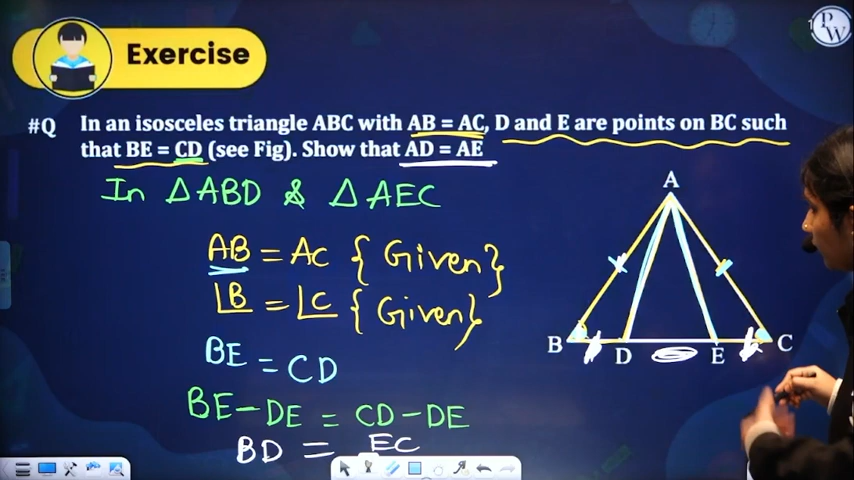 PW
Exercise
#Q In an isosceles triangle ABC with AB = AC, D and E are points on BC such
that BE = CD (see Fig). Show that AD = AE
In ΔABD & ΔAEC
AB = AC {Given}
∠B = ∠C {Given}
BE = CD
BE-DE = CD-DE
BD = EC
A
B D E C